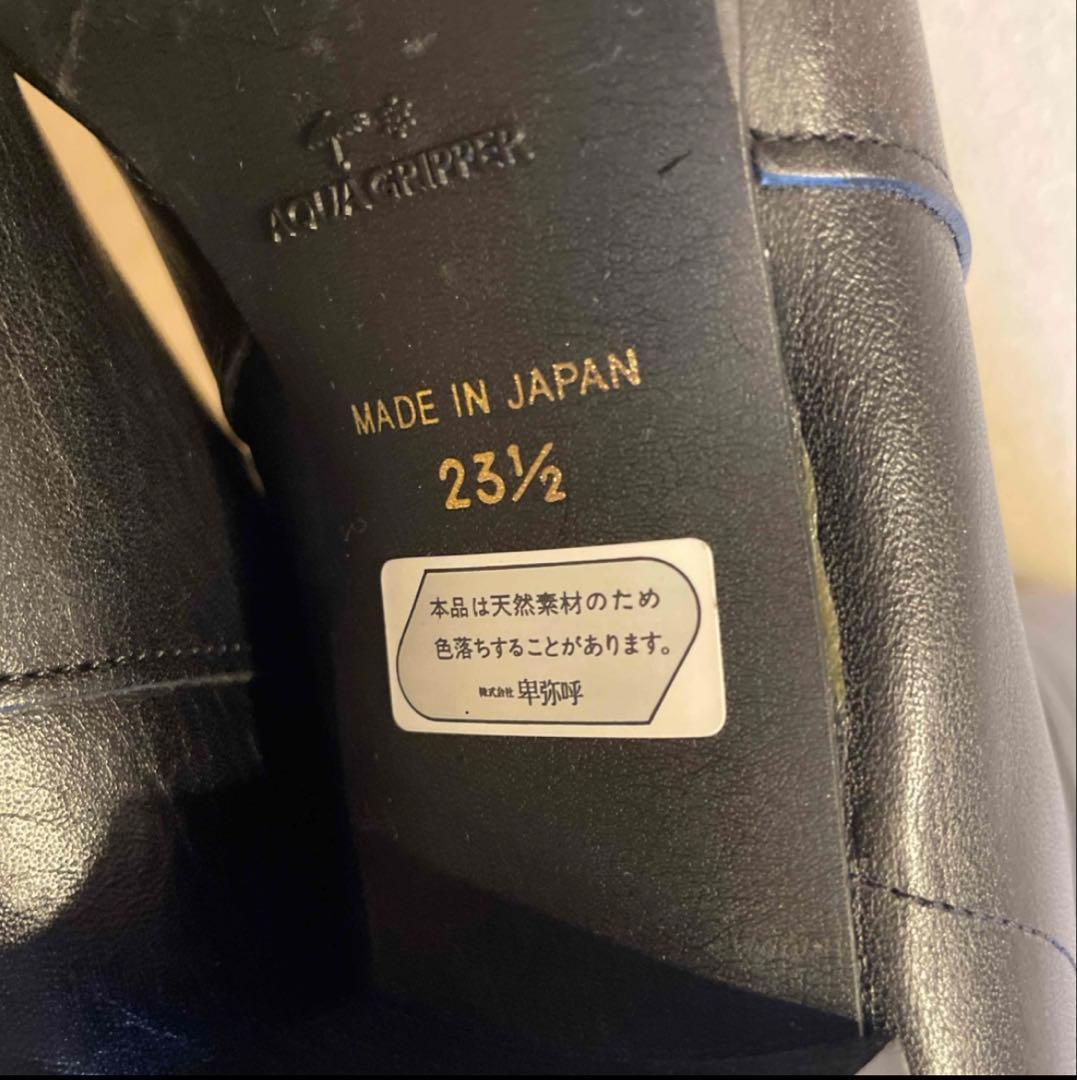 AQUA GRIPPER
MADE IN JAPAN
23½
本品は天然素材のため
色落ちすることがあります。
株式会社 卑弥呼